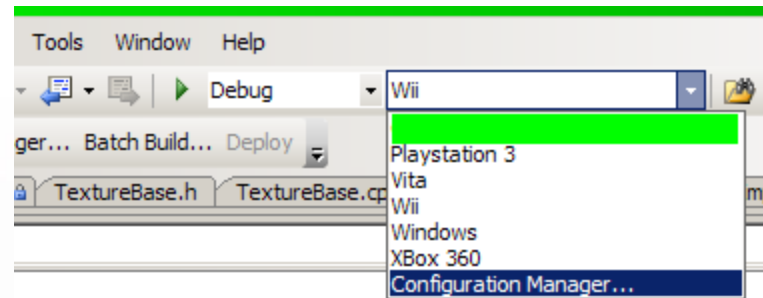 Tools Window Help
Debug Wii
ger... Batch Build... Deploy
Playstation 3
TextureBase.h TextureBase.cp m
Vita
Wii
Windows
XBox 360
Configuration Manager...